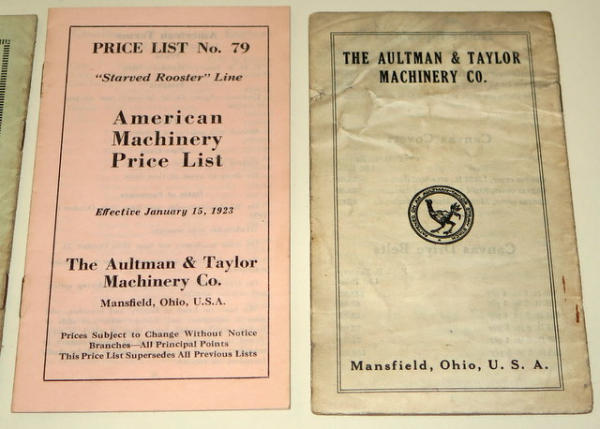 PRICE LIST No. 79
"Starved Rooster" Line
American
Machinery
Price List
Effective January 15, 1923
The Aultman & Taylor
Machinery Co.
Mansfield, Ohio, U.S.A.
Prices Subject to Change Without Notice
Branches—All Principal Points
This Price List Supersedes All Previous Lists
THE AULTMAN & TAYLOR
MACHINERY CO.
Mansfield, Ohio, U. S. A.